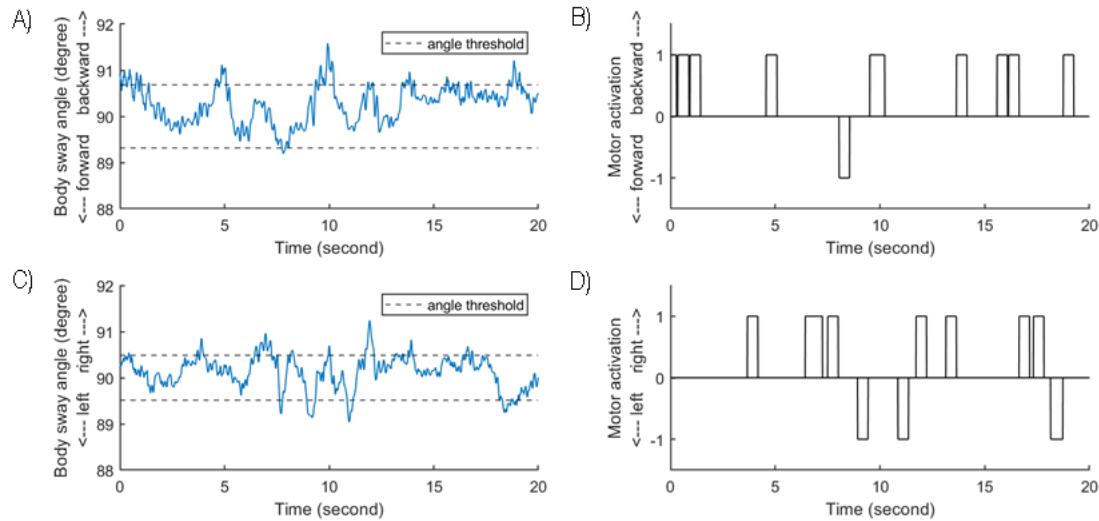 A)
Body sway angle (degree)
<--- forward   backward --->
92
91
90
89
88
angle threshold
0 5 10 15 20
Time (second)
B)
Motor activation
<--- forward   backward --->
1
0
-1
0 5 10 15 20
Time (second)
C)
Body sway angle (degree)
<--- left   right --->
92
91
90
89
88
angle threshold
0 5 10 15 20
Time (second)
D)
Motor activation
<--- left   right --->
1
0
-1
0 5 10 15 20
Time (second)